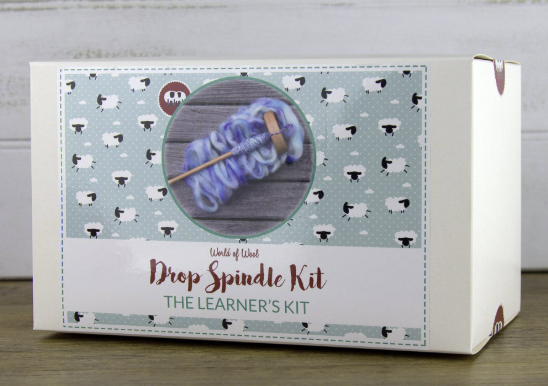 World of Wool
Drop Spindle Kit
THE LEARNER'S KIT